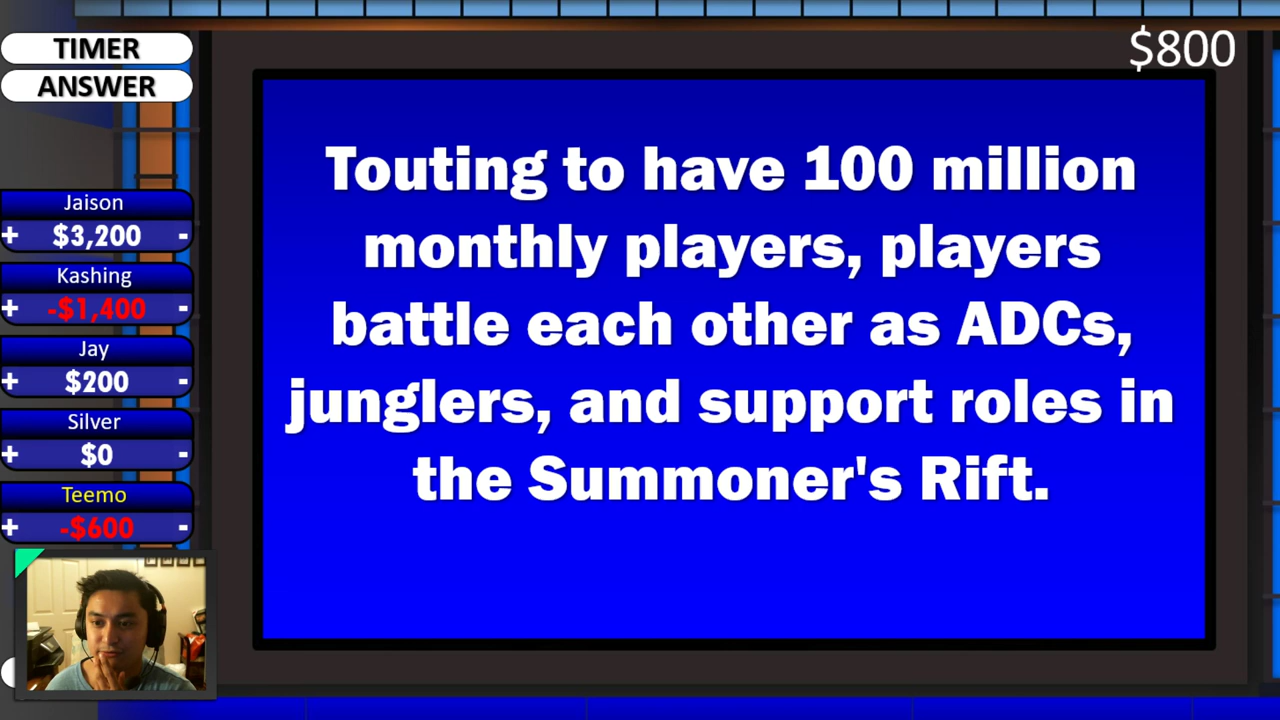 $800
TIMER
ANSWER
Jaison
+ $3,200 -
Kashing
+ -$1,400 -
Jay
+ $200 -
Silver
+ $0 -
Teemo
+ -$600 -
Touting to have 100 million
monthly players, players
battle each other as ADCs,
junglers, and support roles in
the Summoner's Rift.